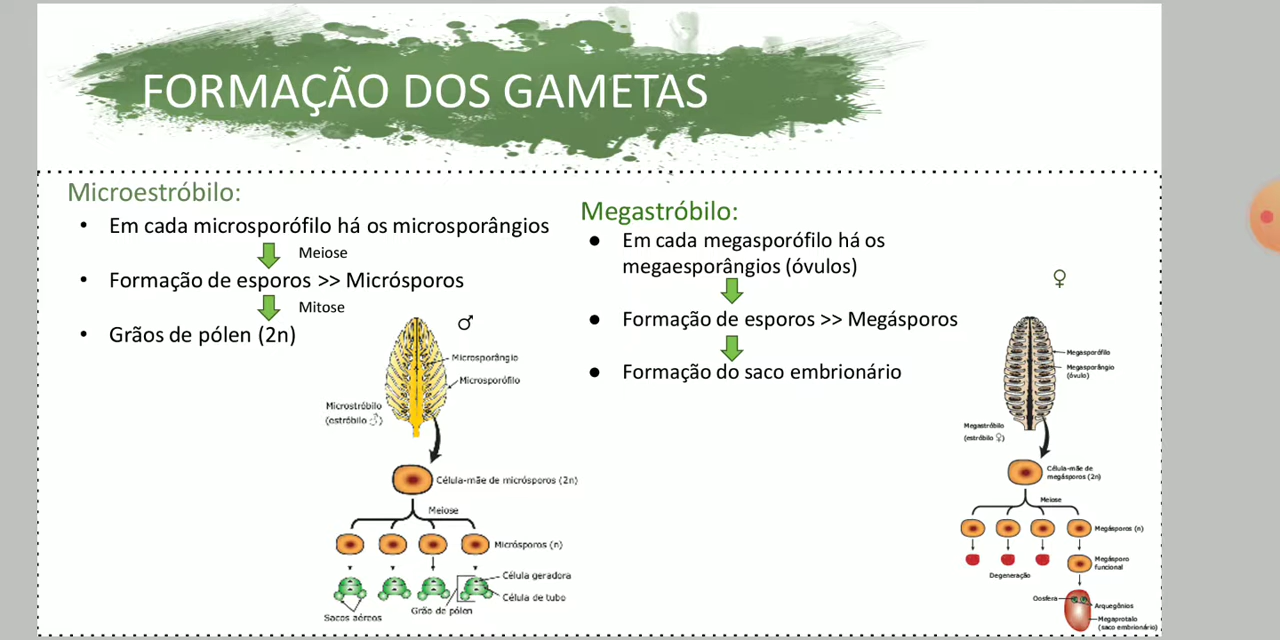 FORMAÇÃO DOS GAMETAS
Microestróbilo:
• Em cada microsporófilo há os microsporângios
Meiose
• Formação de esporos >> Micrósporos
Mitose
• Grãos de pólen (2n)
♂
Microsporângio
Microsporófilo
Microstróbilo
(estróbilo ♂)
Célula-mãe de micrósporos (2n)
Meiose
Micrósporos (n)
Célula geradora
Célula de tubo
Grão de pólen
Sacos aéreos
Megastróbilo:
● Em cada megasporófilo há os
megaesporângios (óvulos)
● Formação de esporos >> Megásporos
● Formação do saco embrionário
♀
Megasporófilo
Megasporângio
(óvulo)
Megastróbilo
(estróbilo ♀)
Célula-mãe de
megásporos (2n)
Meiose
Megásporos (n)
Megásporo
funcional
Degeneração
Oosfera
Arquegônios
Megaprotalo
(saco embrionário)